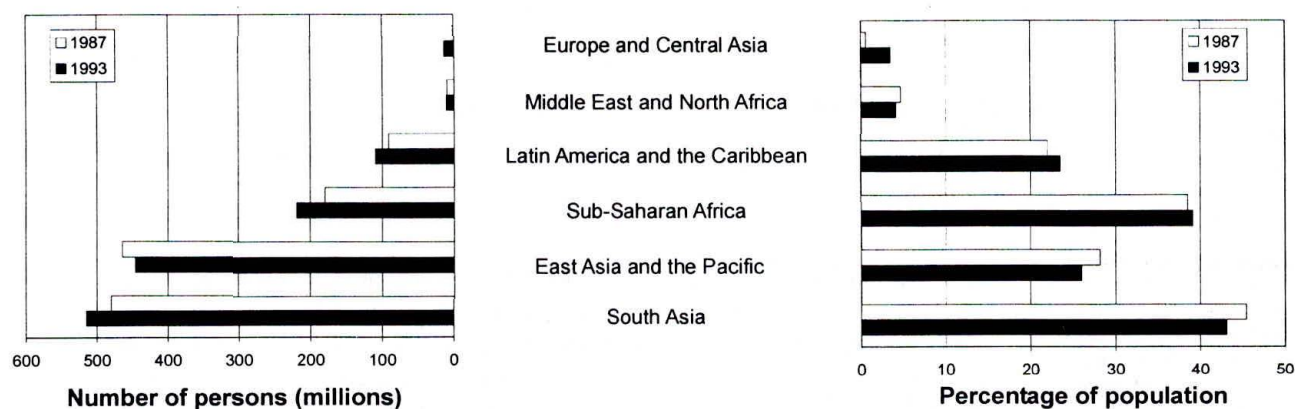 1987
1993
600 500 400 300 200 100 0
Number of persons (millions)
Europe and Central Asia
Middle East and North Africa
Latin America and the Caribbean
Sub-Saharan Africa
East Asia and the Pacific
South Asia
1987
1993
0 10 20 30 40 50
Percentage of population